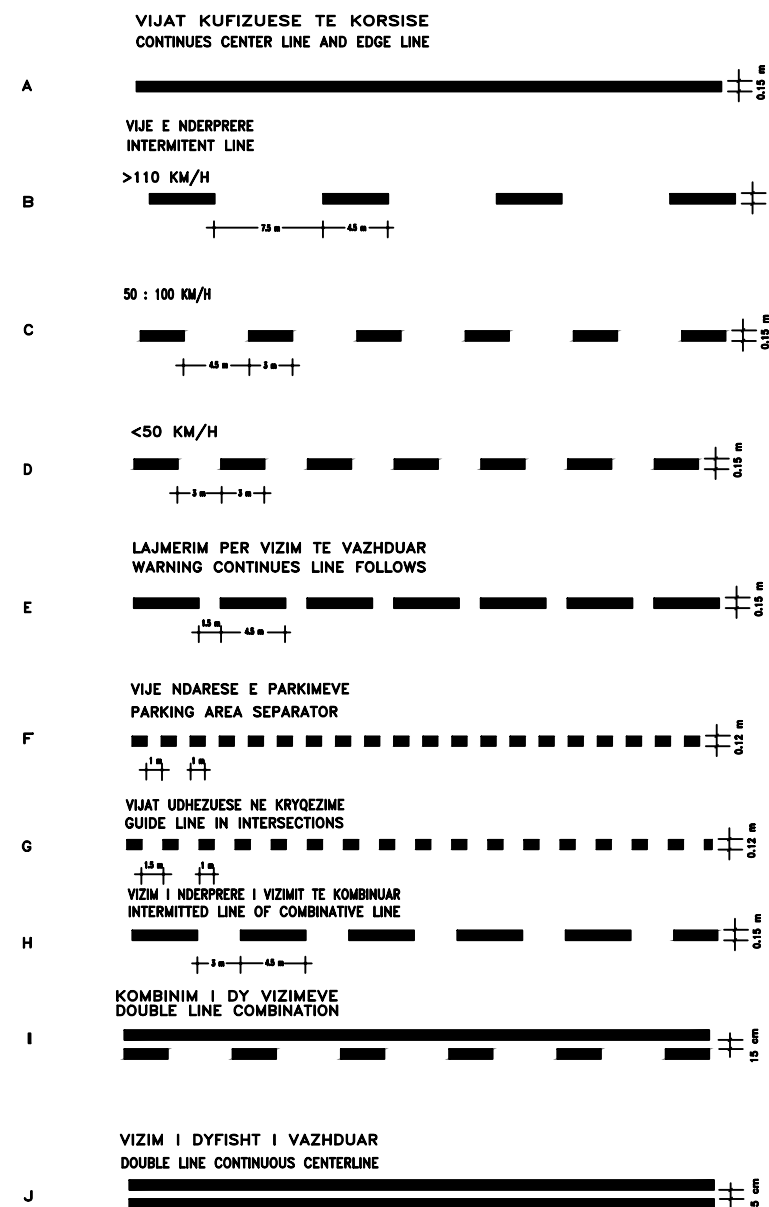 VIJAT KUFIZUESE TE KORSISE
CONTINUES CENTER LINE AND EDGE LINE
A
0.15 m
VIJE E NDERPRERE
INTERMITENT LINE
>110 KM/H
B
7.5 m
4.5 m
50 : 100 KM/H
C
0.15 m
4.5 m
3 m
<50 KM/H
D
0.15 m
3 m
3 m
LAJMERIM PER VIZIM TE VAZHDUAR
WARNING CONTINUES LINE FOLLOWS
E
0.15 m
1.5 m
4.5 m
VIJE NDARESE E PARKIMEVE
PARKING AREA SEPARATOR
F
0.12 m
1 m
1 m
VIJAT UDHEZUESE NE KRYQEZIME
GUIDE LINE IN INTERSECTIONS
G
0.12 m
1.5 m
1 m
VIZIM I NDERPRERE I VIZIMIT TE KOMBINUAR
INTERMITTED LINE OF COMBINATIVE LINE
H
0.15 m
3 m
4.5 m
KOMBINIM I DY VIZIMEVE
DOUBLE LINE COMBINATION
I
15 cm
VIZIM I DYFISHT I VAZHDUAR
DOUBLE LINE CONTINUOUS CENTERLINE
J
5 cm